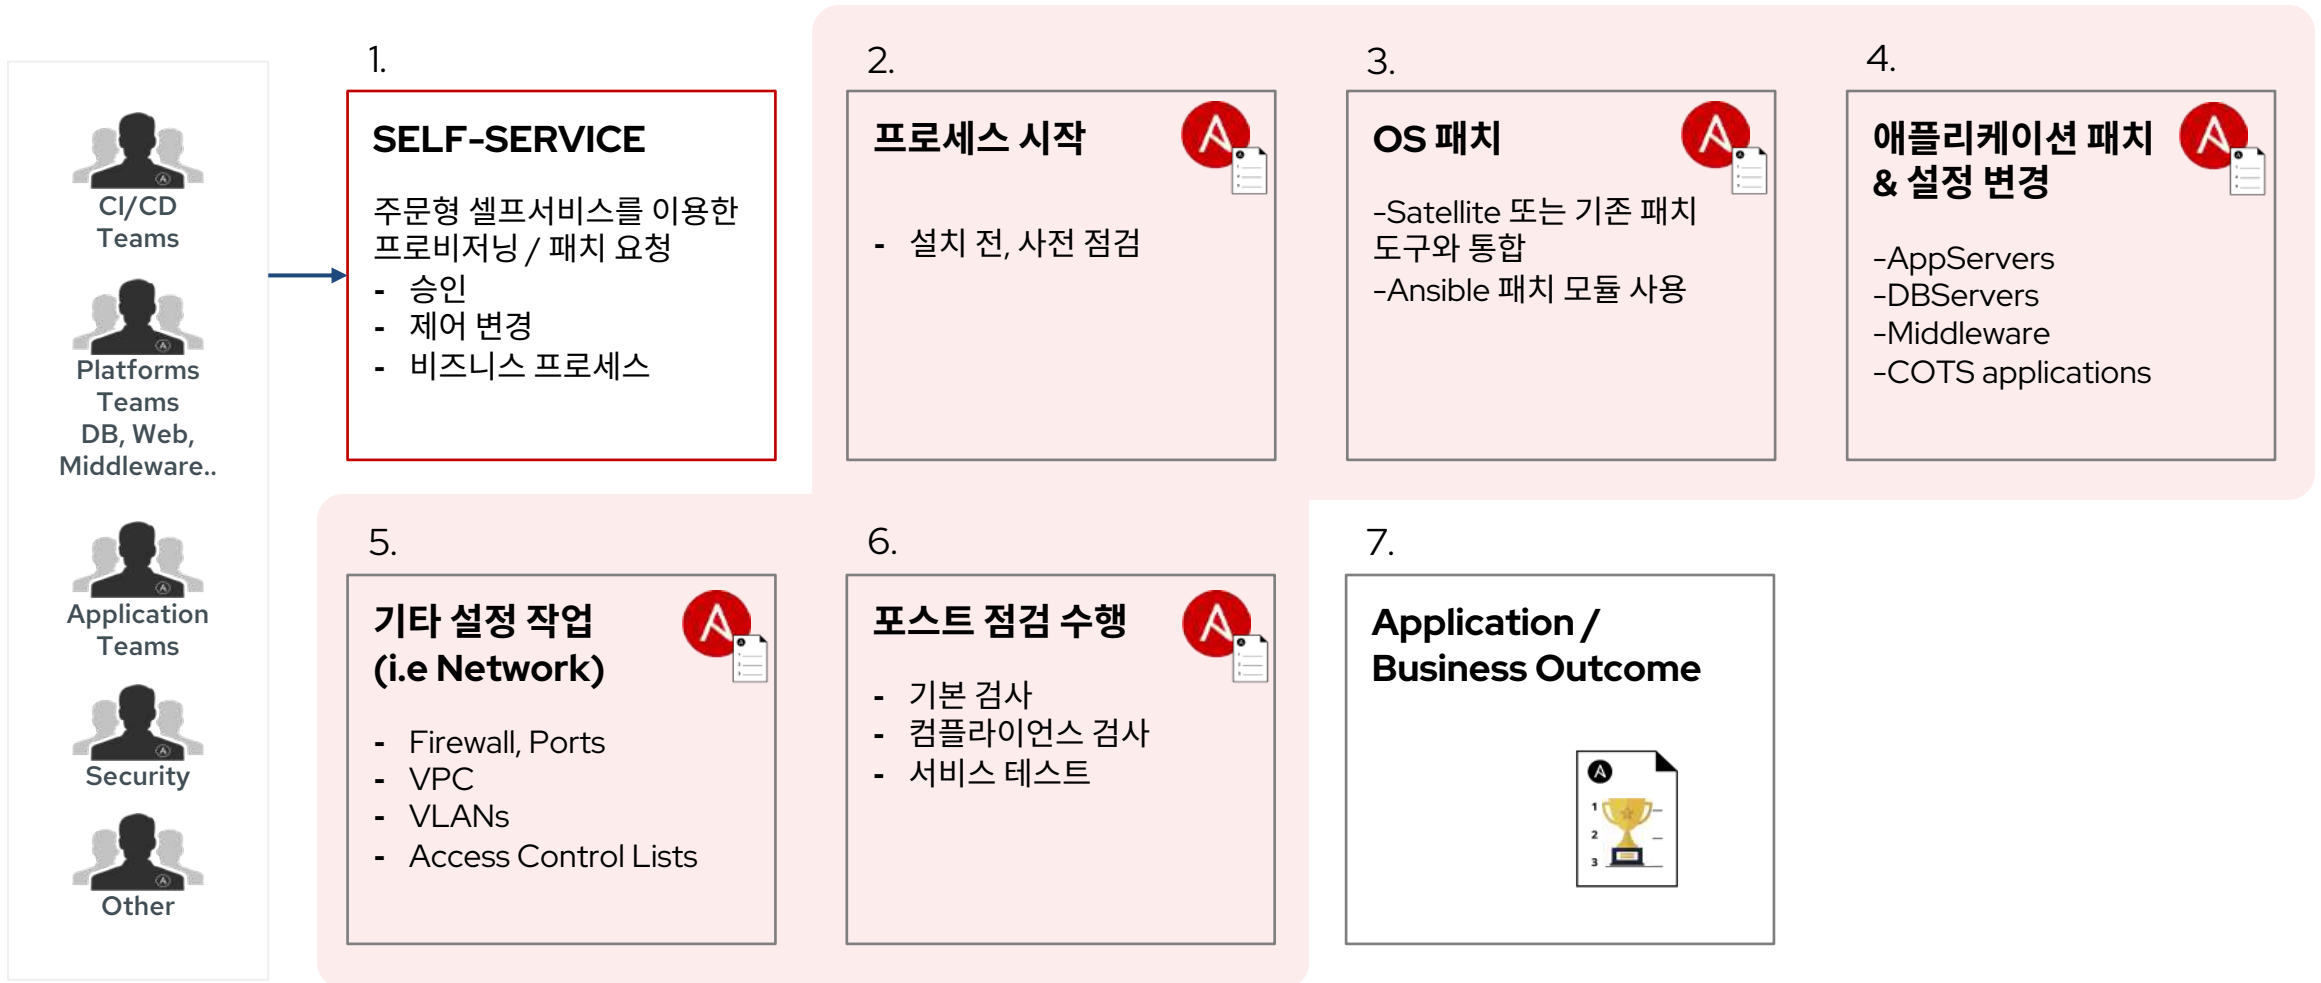 CI/CD
Teams
Platforms
Teams
DB, Web,
Middleware..
Application
Teams
Security
Other
1.
SELF-SERVICE
주문형 셀프서비스를 이용한
프로비저닝 / 패치 요청
- 승인
- 제어 변경
- 비즈니스 프로세스
2.
프로세스 시작
- 설치 전, 사전 점검
3.
OS 패치
-Satellite 또는 기존 패치
도구와 통합
-Ansible 패치 모듈 사용
4.
애플리케이션 패치
& 설정 변경
-AppServers
-DBServers
-Middleware
-COTS applications
5.
기타 설정 작업
(i.e Network)
- Firewall, Ports
- VPC
- VLANs
- Access Control Lists
6.
포스트 점검 수행
- 기본 검사
- 컴플라이언스 검사
- 서비스 테스트
7.
Application /
Business Outcome
1
2
3